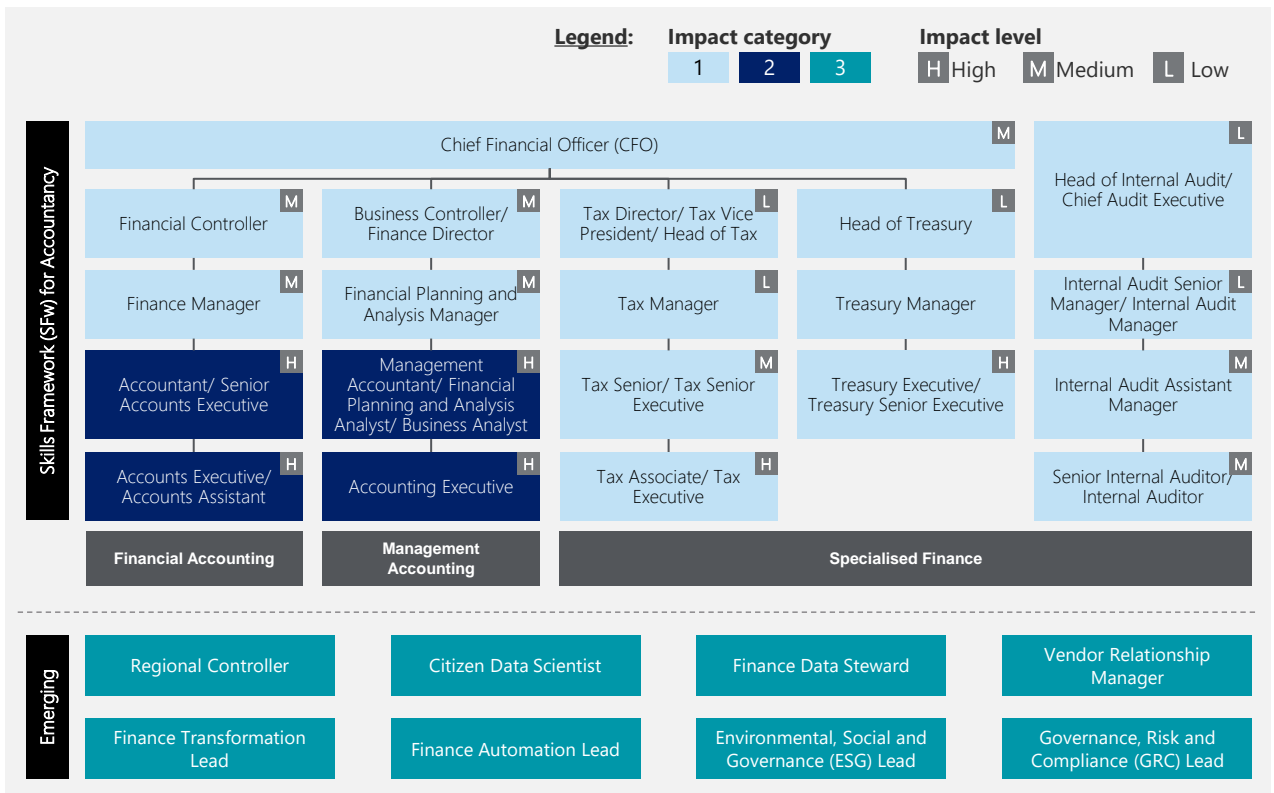 Legend: Impact category Impact level
1 2 3 H High M Medium L Low
Skills Framework (SFw) for Accountancy
Chief Financial Officer (CFO)
M
Head of Internal Audit/
Chief Audit Executive
L
Financial Controller
M
Business Controller/
Finance Director
M
Tax Director/ Tax Vice
President/ Head of Tax
L
Head of Treasury
L
Finance Manager
M
Financial Planning and
Analysis Manager
M
Tax Manager
L
Treasury Manager
Internal Audit Senior
Manager/ Internal Audit
Manager
L
Accountant/ Senior
Accounts Executive
H
Management
Accountant/ Financial
Planning and Analysis
Analyst/ Business Analyst
H
Tax Senior/ Tax Senior
Executive
M
Treasury Executive/
Treasury Senior Executive
H
Internal Audit Assistant
Manager
M
Accounts Executive/
Accounts Assistant
H
Accounting Executive
H
Tax Associate/ Tax
Executive
H
Senior Internal Auditor/
Internal Auditor
M
Financial Accounting
Management
Accounting
Specialised Finance
Emerging
Regional Controller
Citizen Data Scientist
Finance Data Steward
Vendor Relationship
Manager
Finance Transformation
Lead
Finance Automation Lead
Environmental, Social and
Governance (ESG) Lead
Governance, Risk and
Compliance (GRC) Lead